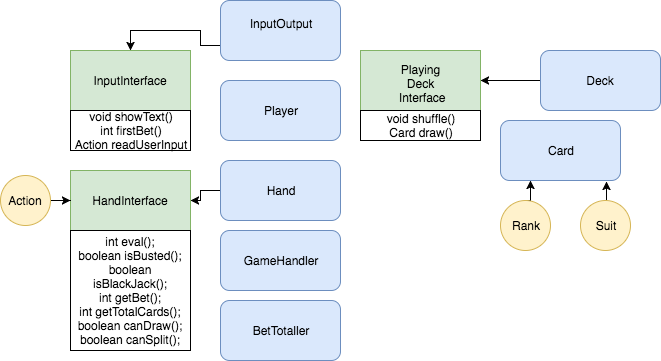 InputOutput
InputInterface
void showText()
int firstBet()
Action readUserInput
Player
Playing
Deck
Interface
void shuffle()
Card draw()
Deck
Card
Rank
Suit
Action
HandInterface
int eval();
boolean isBusted();
boolean
isBlackJack();
int getBet();
int getTotalCards();
boolean canDraw();
boolean canSplit();
Hand
GameHandler
BetTotaller